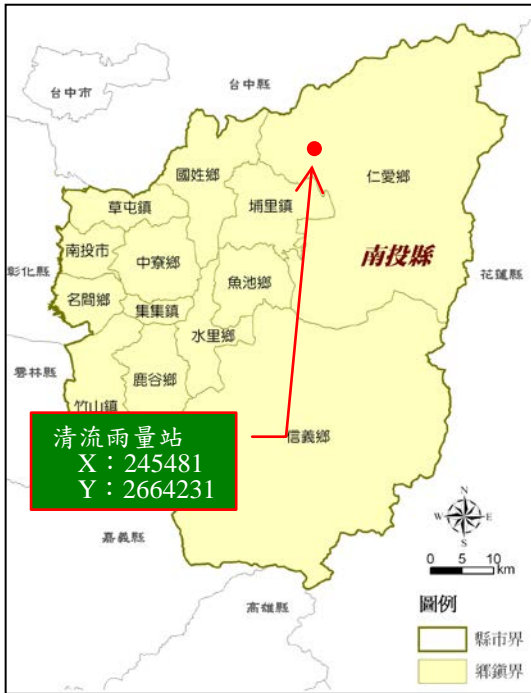 台中市
台中縣
國姓鄉
仁愛鄉
草屯鎮
埔里鎮
南投市
中寮鄉
南投縣
彰化縣
魚池鄉
花蓮縣
名間鄉
集集鎮
水里鄉
雲林縣
鹿谷鄉
竹山鎮
清流雨量站
X：245481
Y：2664231
信義鄉
嘉義縣
N
W E
S
0 5 10
km
高雄縣
圖例
縣市界
鄉鎮界